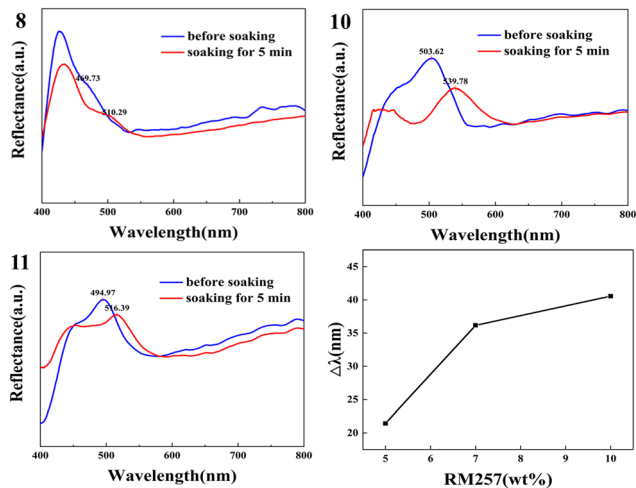 8
before soaking
soaking for 5 min
469.73
510.29
Reflectance(a.u.)
400 500 600 700 800
Wavelength(nm)
10
before soaking
soaking for 5 min
503.62
539.78
Reflectance(a.u.)
400 500 600 700 800
Wavelength(nm)
11
before soaking
soaking for 5 min
494.97
516.39
Reflectance(a.u.)
400 500 600 700 800
Wavelength(nm)
45
40
35
30
25
20
△λ(nm)
5 6 7 8 9 10
RM257(wt%)